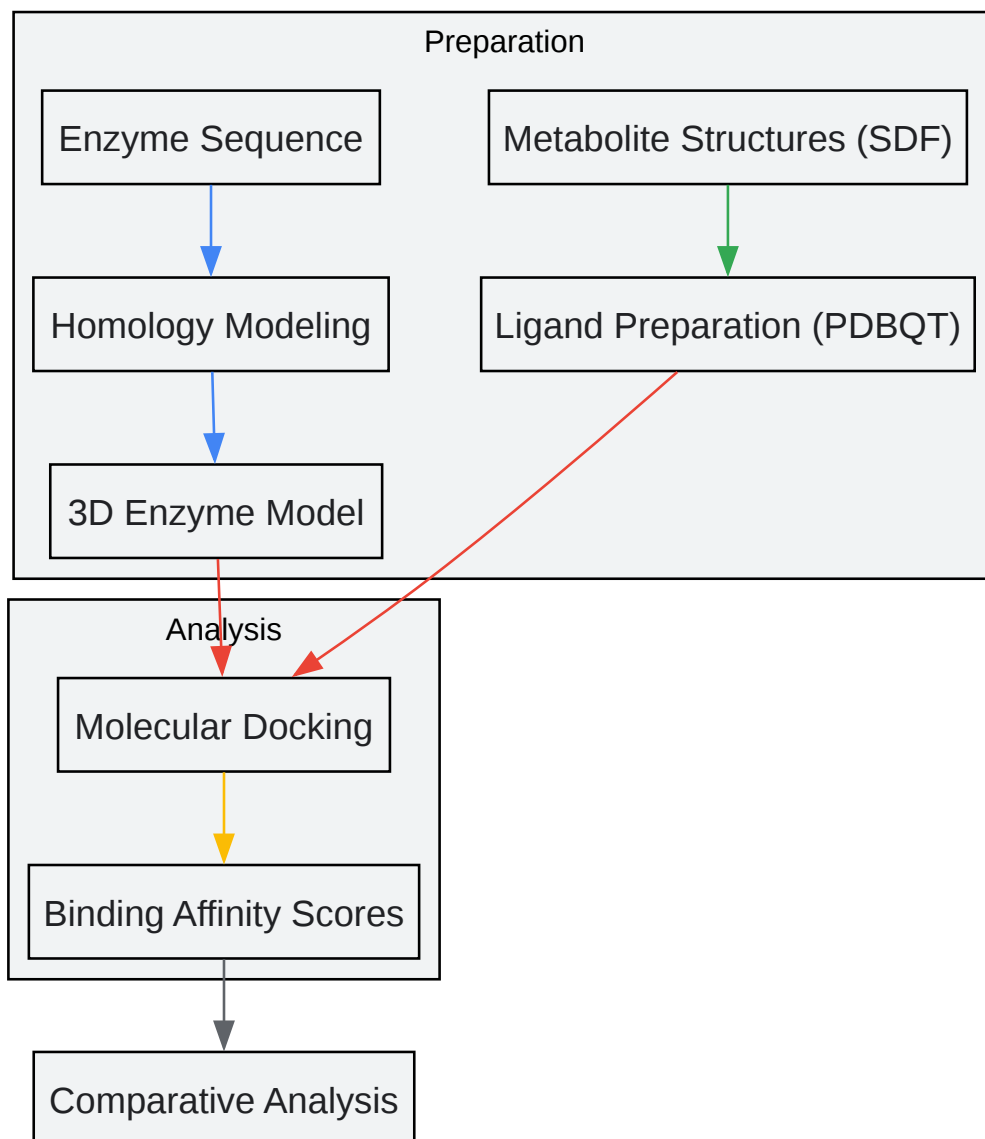 Preparation
Enzyme Sequence
Metabolite Structures (SDF)
Homology Modeling
Ligand Preparation (PDBQT)
3D Enzyme Model
Analysis
Molecular Docking
Binding Affinity Scores
Comparative Analysis